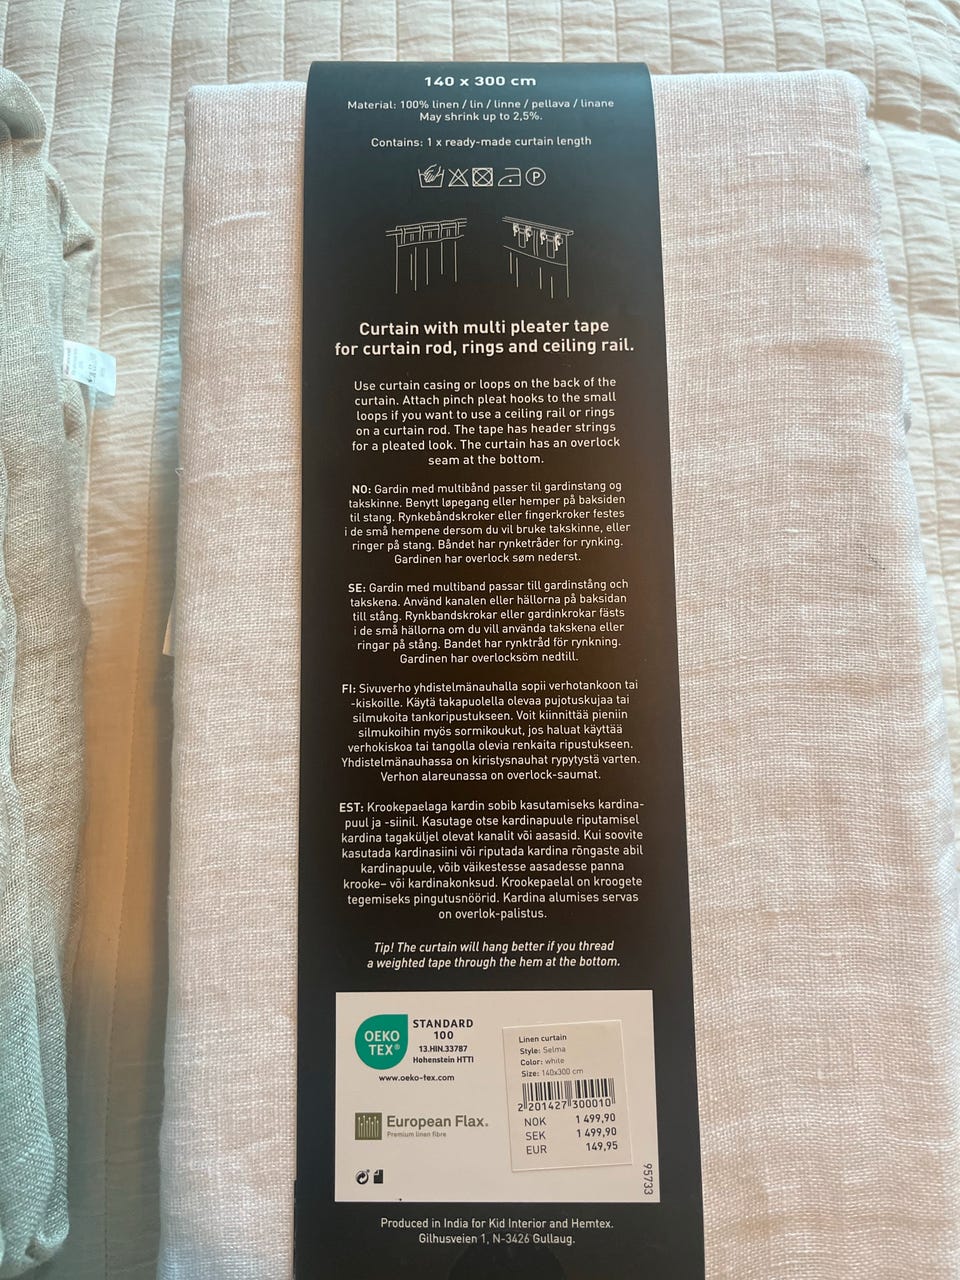 140 x 300 cm
Material: 100% linen / lin / linne / pellava / linane
May shrink up to 2,5%.
Contains: 1 x ready-made curtain length
P
Curtain with multi pleater tape
for curtain rod, rings and ceiling rail.
Use curtain casing or loops on the back of the
curtain. Attach pinch pleat hooks to the small
loops if you want to use a ceiling rail or rings
on a curtain rod. The tape has header strings
for a pleated look. The curtain has an overlock
seam at the bottom.
NO: Gardin med multibånd passer til gardinstang og
takskinne. Benytt løpegang eller hemper på baksiden
til stang. Rynkebåndskroker eller fingerkroker festes
i de små hempene dersom du vil bruke takskinne, eller
ringer på stang. Båndet har rynketråder for rynking.
Gardinen har overlock søm nederst.
SE: Gardin med multiband passar till gardinstång och
takskena. Använd kanalen eller hällorna på baksidan
till stång. Rynkbandskrokar eller gardinkrokar fästs
i de små hällorna om du vill använda takskena eller
ringar på stång. Bandet har rynktråd för rynkning.
Gardinen har overlocksöm nedtill.
FI: Sivuverho yhdistelmänauhalla sopii verhotankoon tai
-kiskoille. Käytä takapuolella olevaa pujotuskujaa tai
silmukoita tankoripustukseen. Voit kiinnittää pieniin
silmukoihin myös sormikoukut, jos haluat käyttää
verhokiskoa tai tangolla olevia renkaita ripustukseen.
Yhdistelmänauhassa on kiristysnauhat rypytystä varten.
Verhon alareunassa on overlock-saumat.
EST: Krookepaelaga kardin sobib kasutamiseks kardina-
puul ja -siinil. Kasutage otse kardinapuule riputamisel
kardina tagaküljel olevat kanalit või aasasid. Kui soovite
kasutada kardinasiini või riputada kardina rõngaste abil
kardinapuule, võib väikestesse aasadesse panna
krooke– või kardinakonksud. Krookepaelal on kroogete
tegemiseks pingutusnöörid. Kardina alumises servas
on overlok-palistus.
Tip! The curtain will hang better if you thread
a weighted tape through the hem at the bottom.
OEKO
TEX®
STANDARD
100
13.HIN.33787
Hohenstein HTTI
www.oeko-tex.com
European Flax®
Premium linen fibre
Linen curtain
Style: Selma
Color: white
Size: 140x300 cm
2 201427 300010
NOK 1 499,90
SEK 1 499,90
EUR 149,95
95733
Produced in India for Kid Interior and Hemtex.
Gilhusveien 1, N-3426 Gullaug.